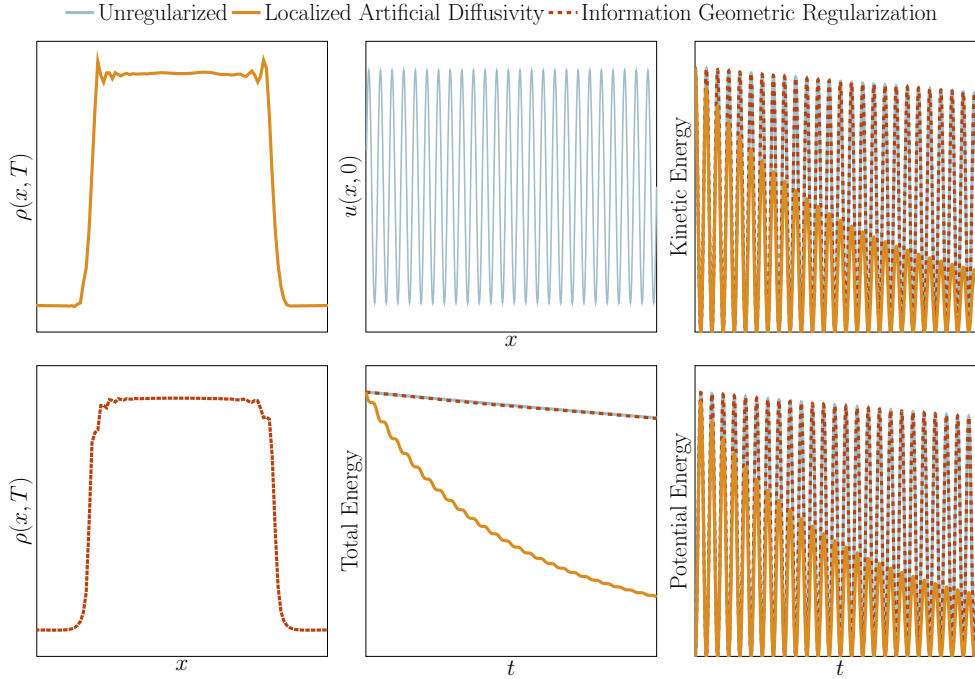 Unregularized Localized Artificial Diffusivity Information Geometric Regularization
ρ(x, T)
u(x, 0)
x
Kinetic Energy
ρ(x, T)
x
Total Energy
t
Potential Energy
t